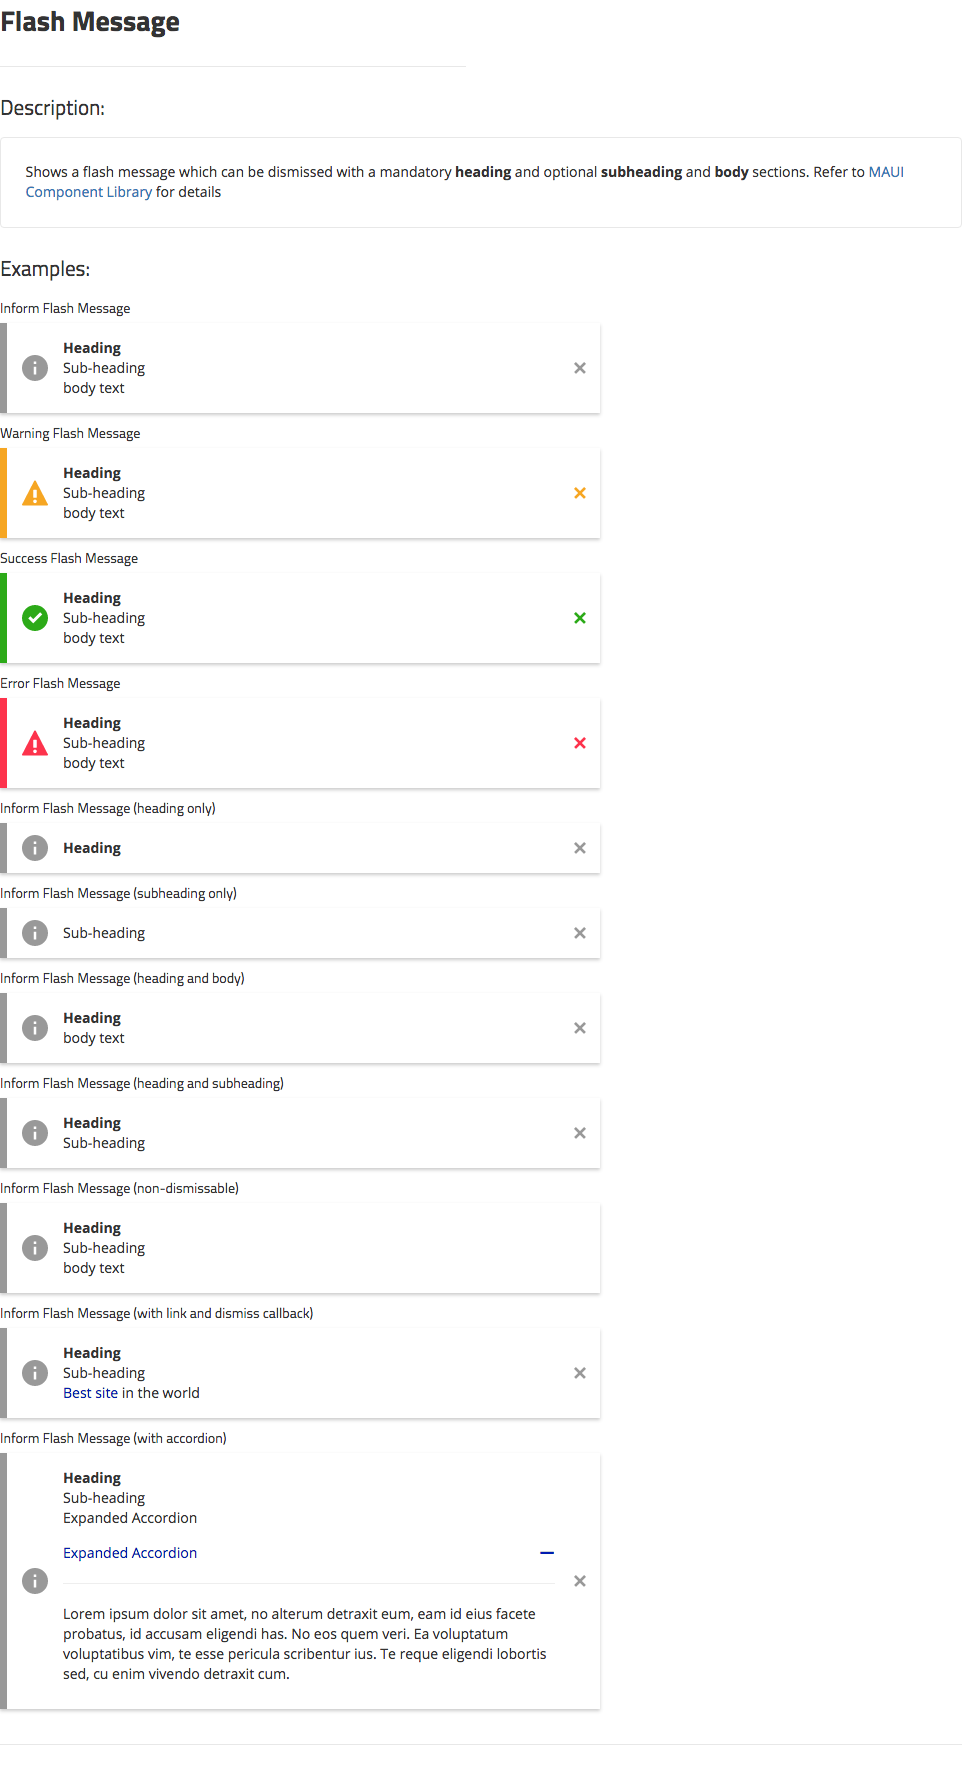 Flash Message
Description:
Shows a flash message which can be dismissed with a mandatory heading and optional subheading and body sections. Refer to MAUI
Component Library for details
Examples:
Inform Flash Message
Heading
Sub-heading
body text
Warning Flash Message
Heading
Sub-heading
body text
Success Flash Message
Heading
Sub-heading
body text
Error Flash Message
Heading
Sub-heading
body text
Inform Flash Message (heading only)
Heading
Inform Flash Message (subheading only)
Sub-heading
Inform Flash Message (heading and body)
Heading
body text
Inform Flash Message (heading and subheading)
Heading
Sub-heading
Inform Flash Message (non-dismissable)
Heading
Sub-heading
body text
Inform Flash Message (with link and dismiss callback)
Heading
Sub-heading
Best site in the world
Inform Flash Message (with accordion)
Heading
Sub-heading
Expanded Accordion
Expanded Accordion
Lorem ipsum dolor sit amet, no alterum detraxit eum, eam id eius facete
probatus, id accusam eligendi has. No eos quem veri. Ea voluptatum
voluptatibus vim, te esse pericula scribentur ius. Te reque eligendi lobortis
sed, cu enim vivendo detraxit cum.